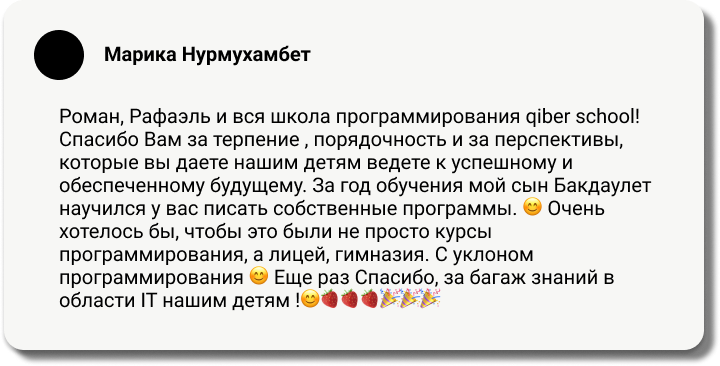 Марика Нурмухамбет
Роман, Рафаэль и вся школа программирования qiber school!
Спасибо Вам за терпение , порядочность и за перспективы,
которые вы даете нашим детям ведете к успешному и
обеспеченному будущему. За год обучения мой сын Бакдаулет
научился у вас писать собственные программы. 😊 Очень
хотелось бы, чтобы это были не просто курсы
программирования, а лицей, гимназия. С уклоном
программирования 😊 Еще раз Спасибо, за багаж знаний в
области IT нашим детям !😊🍓🍓🍓🎉🎉🎉